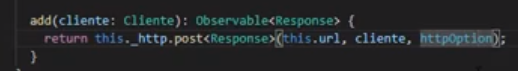 add(cliente: Cliente): Observable<Response> {
return this._http.post<Response>(this.url, cliente, httpOption);
}